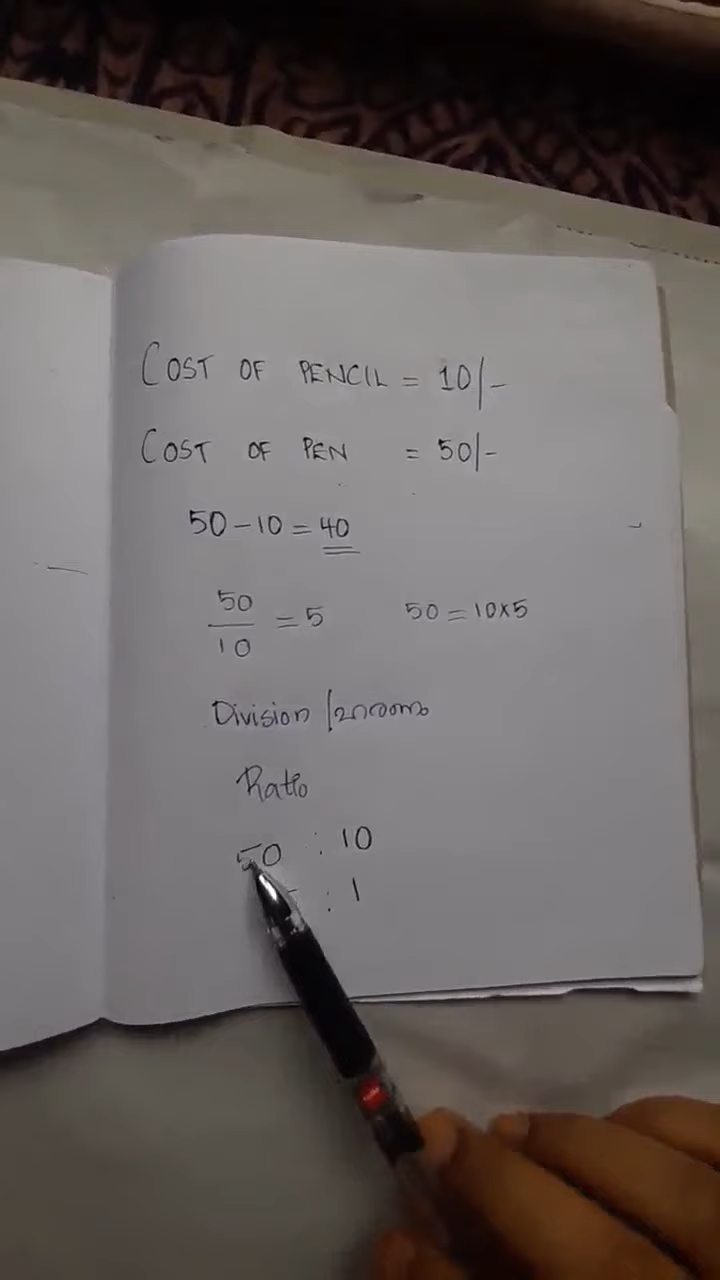 COST OF PENCIL = 10/-
COST OF PEN = 50/-
50 - 10 = 40
50/10 = 5 50 = 10x5
Division / ഹരണം
Ratio
50 : 10
: 1